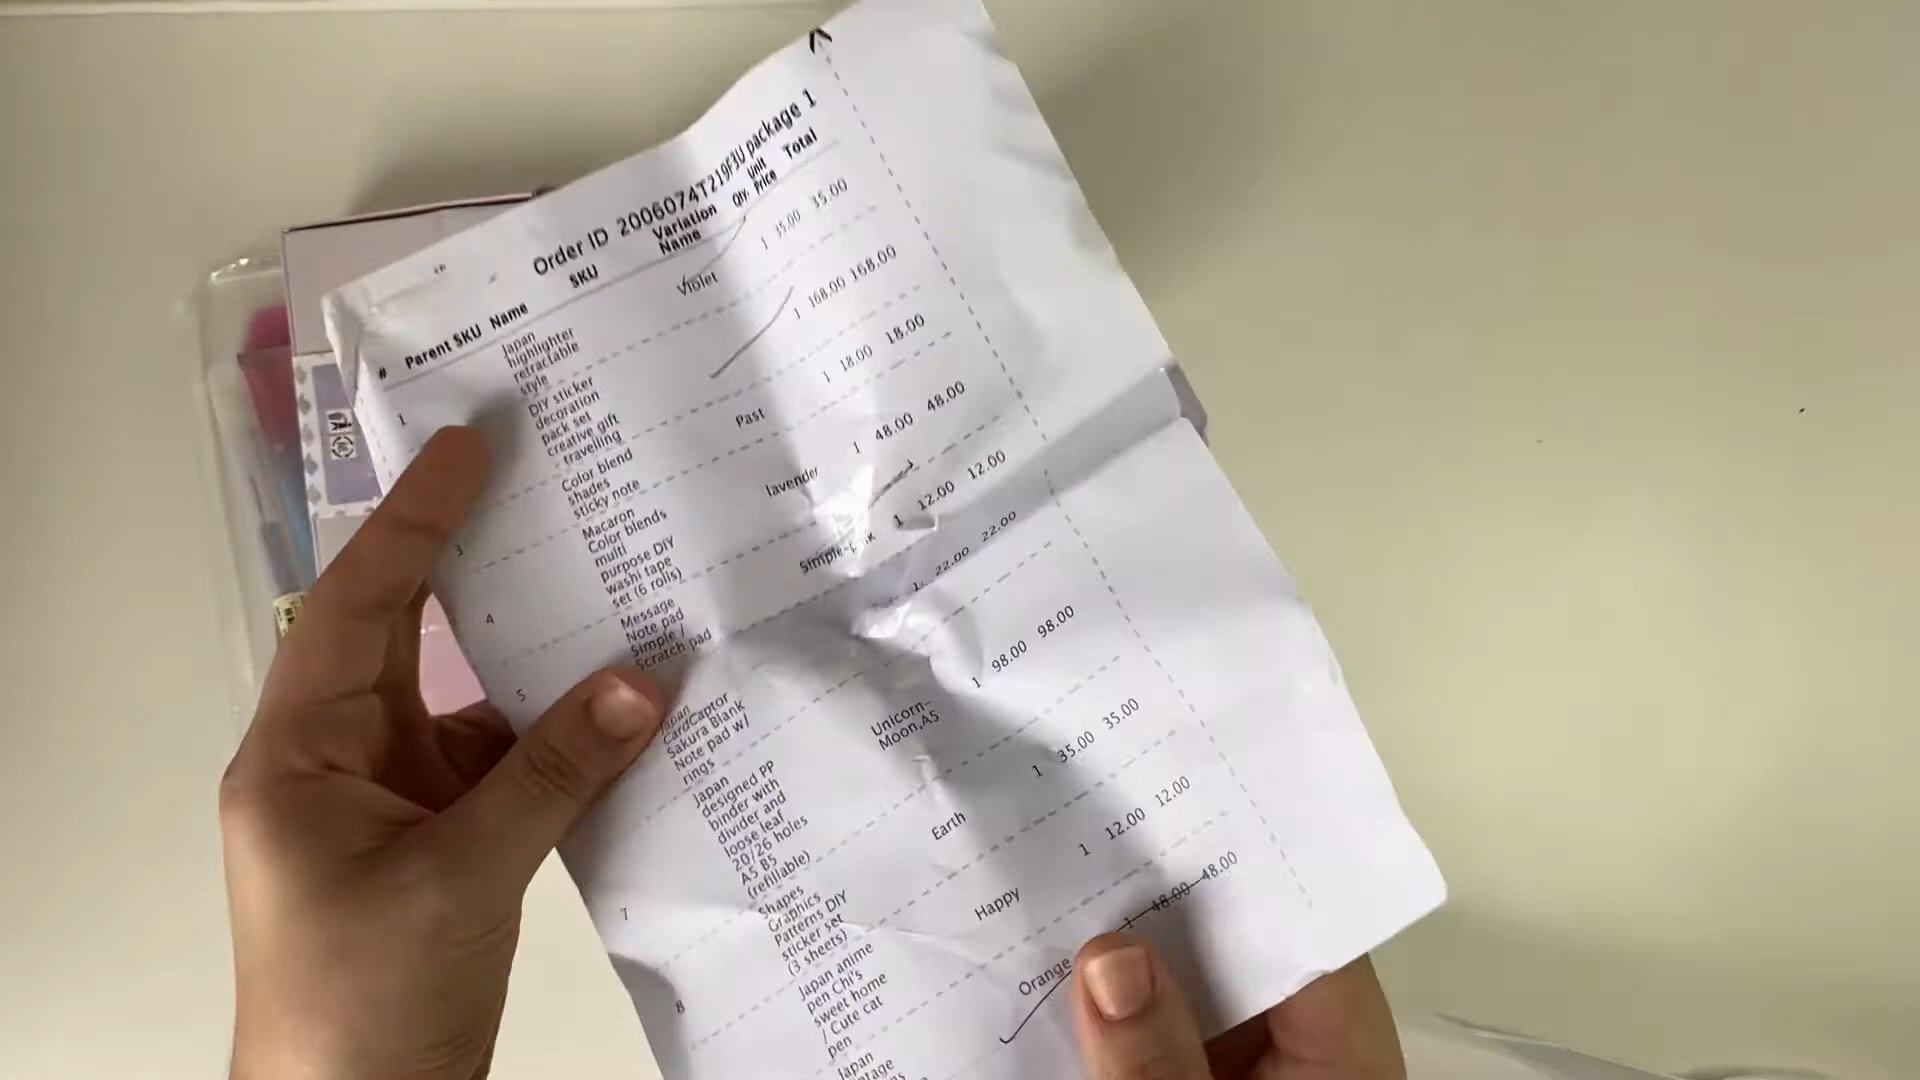 Order ID 2006074T219F3U package 1
# Parent SKU Name SKU Variation Name Qty. Unit Price Total
1 Japan highlighter retractable style Violet 1 35.00 35.00
DIY sticker decoration pack set creative gift travelling 1 168.00 168.00
3 Color blend shades sticky note Past 1 18.00 18.00
4 Macaron Color blends multi purpose DIY washi tape set (6 rolls) lavender 1 48.00 48.00
5 Message Note pad Simple / Scratch pad 1 12.00 12.00
Japan CardCaptor Sakura Blank Note pad w/ rings 1 22.00 22.00
7 Japan designed PP binder with divider and loose leaf 20/26 holes A5 B5 (refillable) Unicorn-Moon,A5 1 98.00 98.00
8 Shapes Graphics Patterns DIY sticker set (3 sheets) Earth 1 35.00 35.00
Japan anime pen Chi's sweet home / Cute cat pen Happy 1 12.00 12.00
Japan Orange 1 48.00 48.00